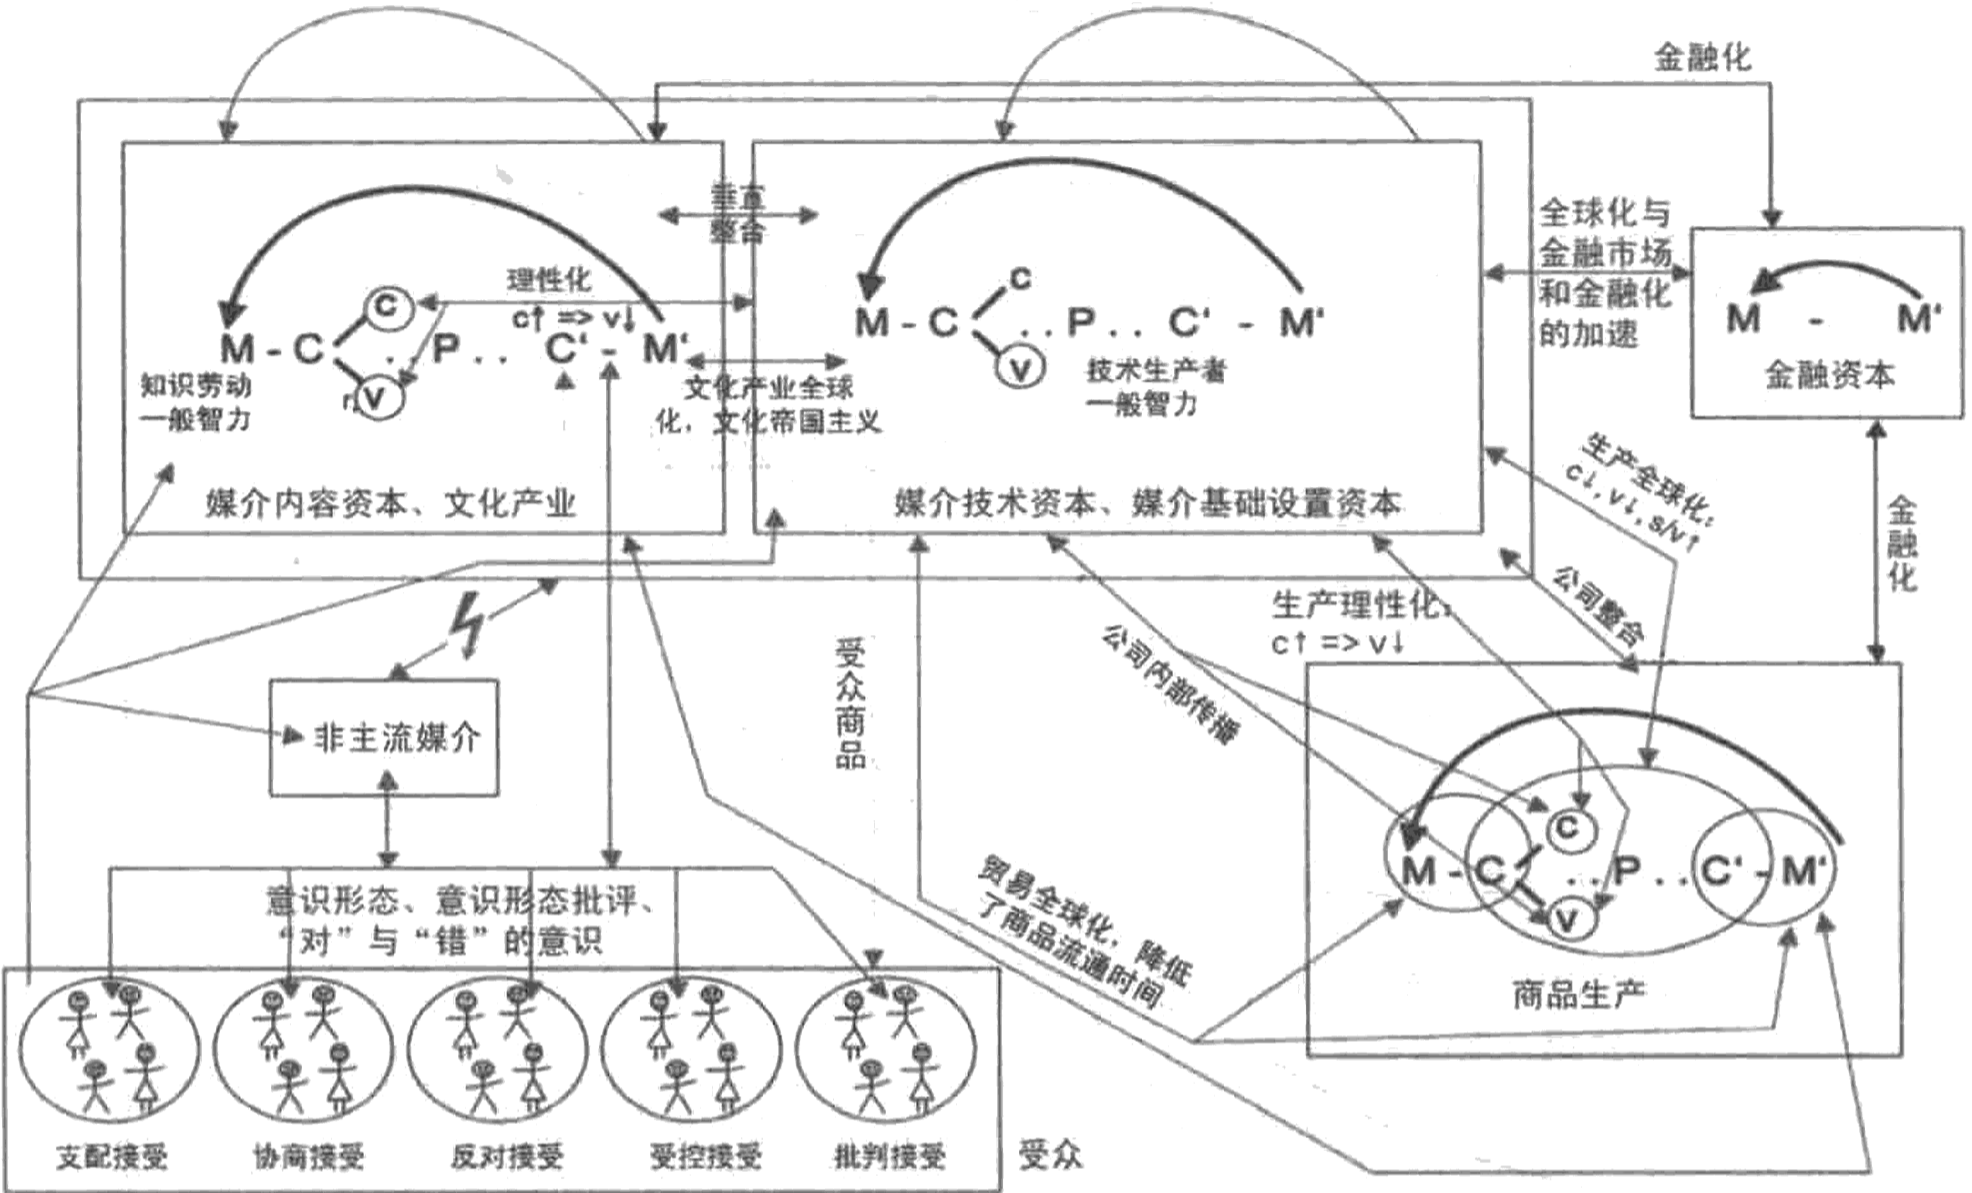 金融化
垂直
整合
全球化与
金融市场
和金融化
的加速
理性化
c↑ => v↓
C
M - C . . P . . C' - M'
V
知识劳动
一般智力
媒介内容资本、文化产业
文化产业全球
化，文化帝国主义
c
M - C . . P . . C' - M'
V
技术生产者
一般智力
媒介技术资本、媒介基础设置资本
M - M'
金融资本
生产全球化：
c↓, v↓, s/v↑
金融化
公司整合
生产理性化：
c↑ => v↓
公司内部传播
受众商品
非主流媒介
贸易全球化，降低
了商品流通时间
C
M - C . . P . . C' - M'
V
商品生产
意识形态、意识形态批评、
“对”与“错”的意识
支配接受
协商接受
反对接受
受控接受
批判接受
受众